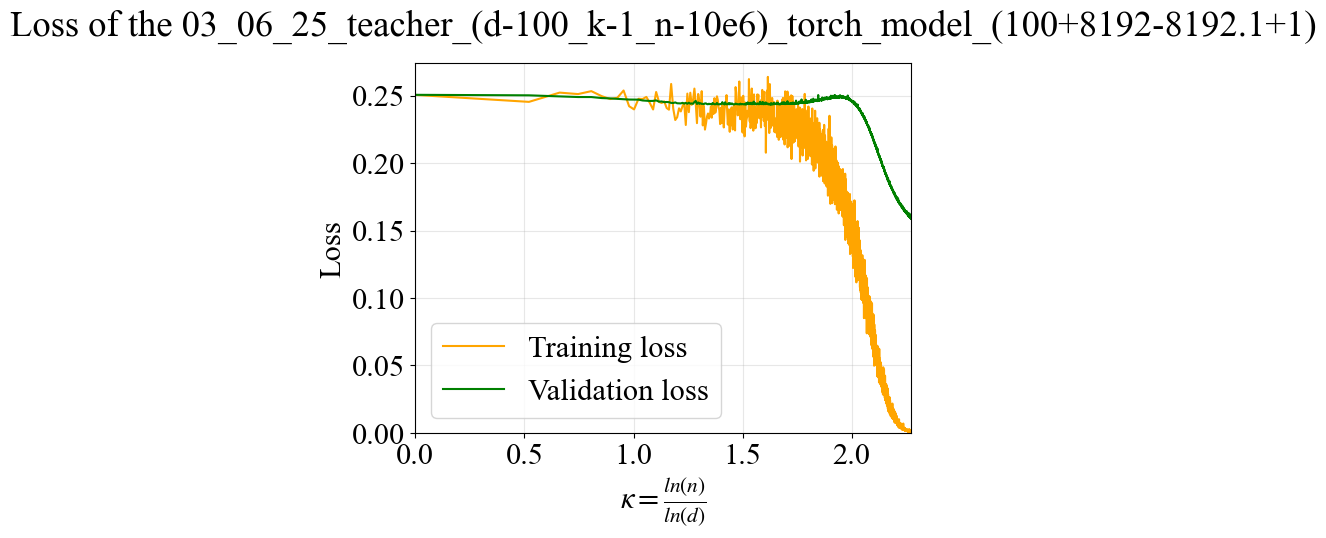 Loss of the 03_06_25_teacher_(d-100_k-1_n-10e6)_torch_model_(100+8192-8192.1+1)
0.25
0.20
0.15
0.10
0.05
0.00
Loss
Training loss
Validation loss
0.0 0.5 1.0 1.5 2.0
κ = ln(n)/ln(d)